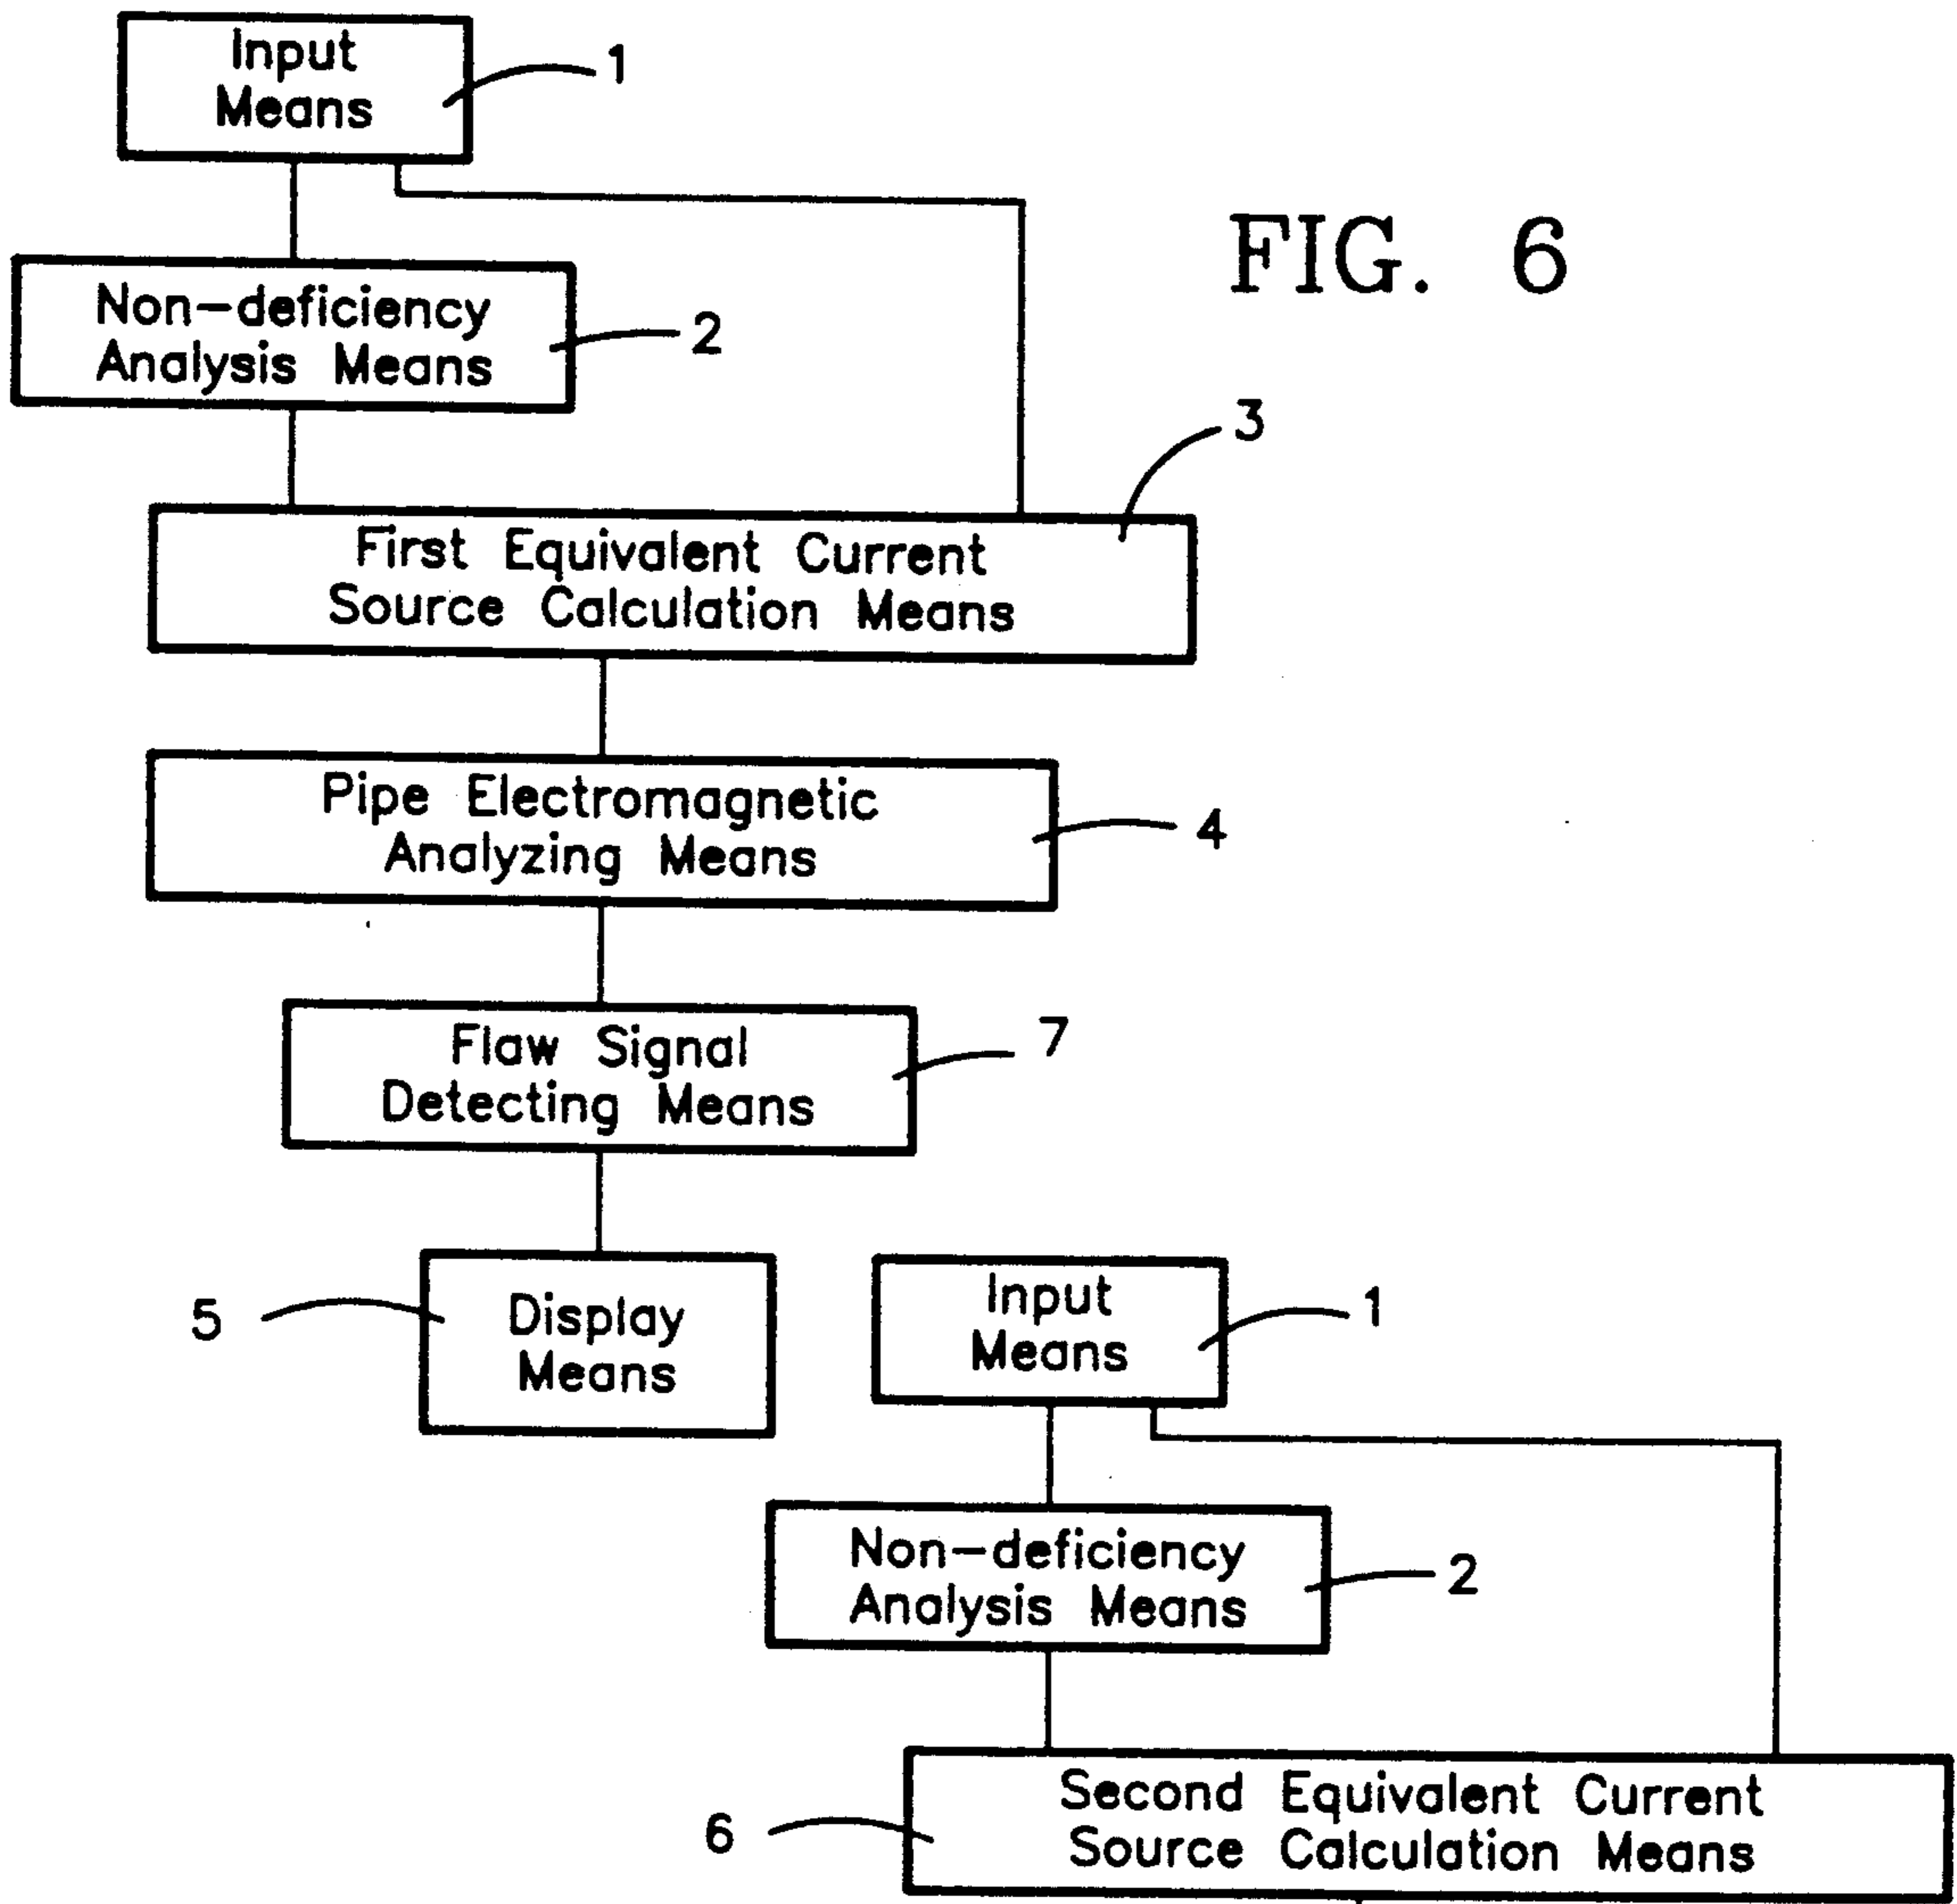 Input
Means
1
FIG. 6
Non-deficiency
Analysis Means
2
3
First Equivalent Current
Source Calculation Means
Pipe Electromagnetic
Analyzing Means
4
Flaw Signal
Detecting Means
7
5
Display
Means
Input
Means
1
Non-deficiency
Analysis Means
2
6
Second Equivalent Current
Source Calculation Means